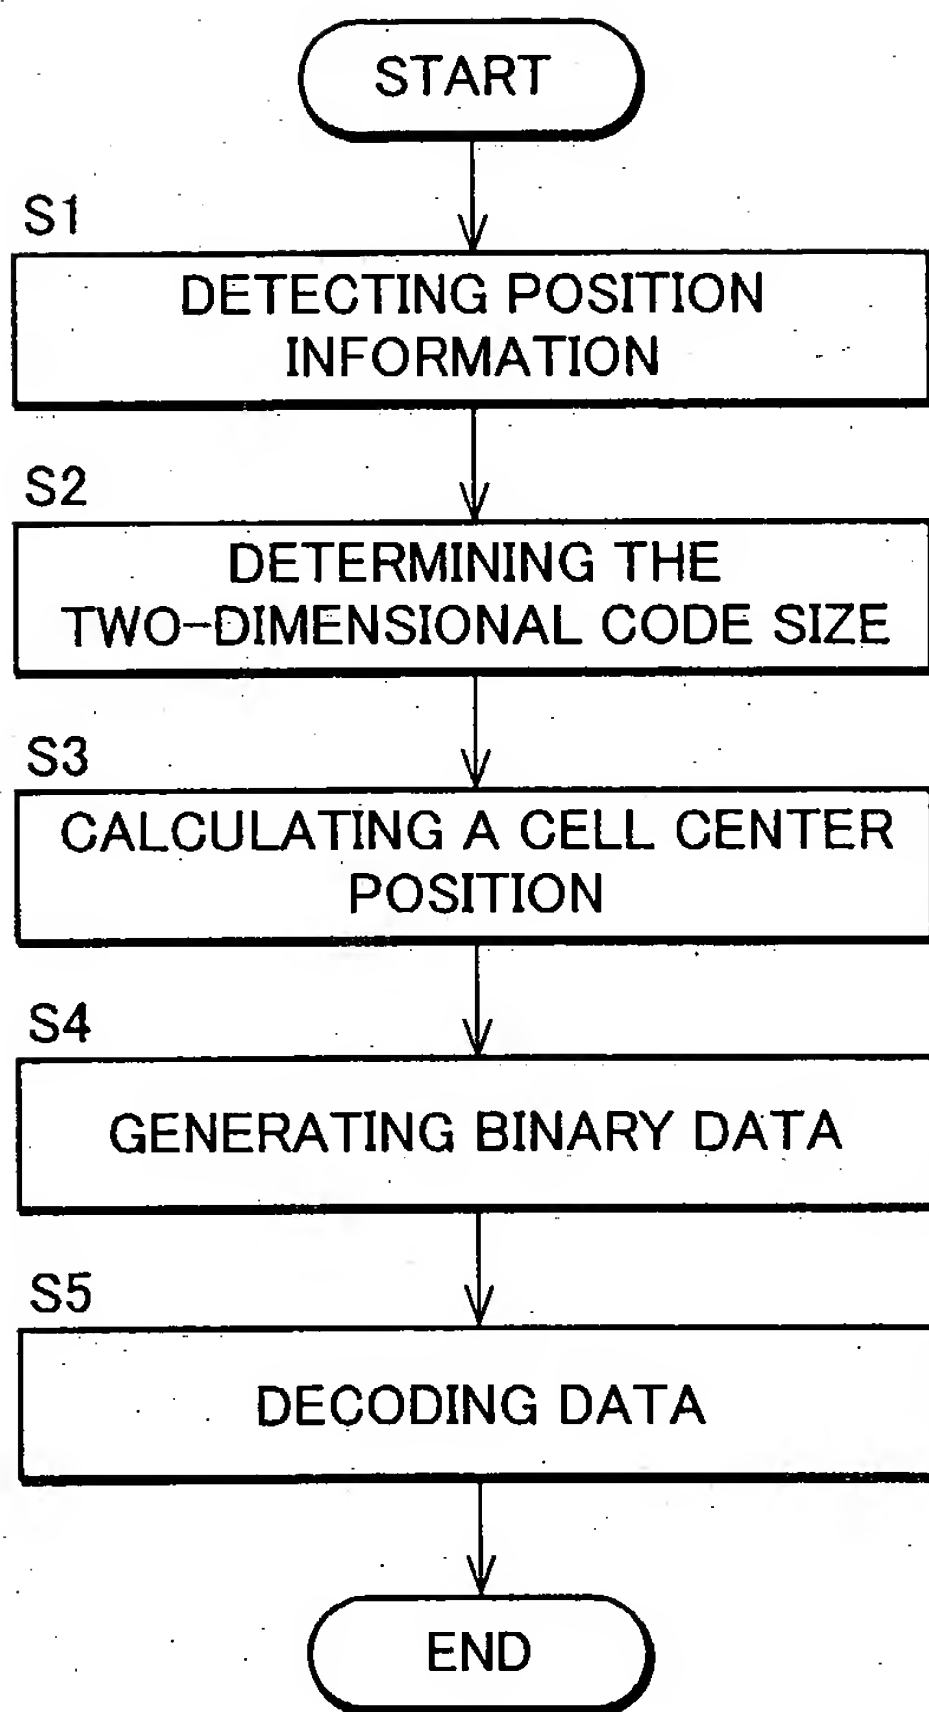 START
S1
DETECTING POSITION
INFORMATION
S2
DETERMINING THE
TWO-DIMENSIONAL CODE SIZE
S3
CALCULATING A CELL CENTER
POSITION
S4
GENERATING BINARY DATA
S5
DECODING DATA
END